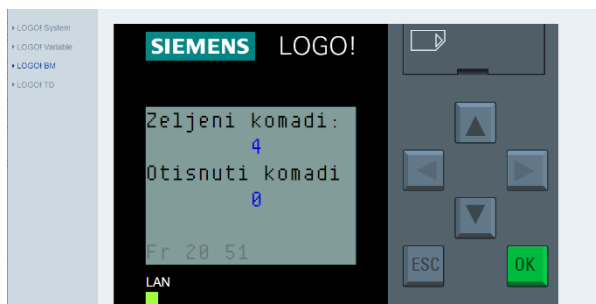 LOGO! System
LOGO! Variable
LOGO! BM
LOGO! TD
SIEMENS LOGO!
Zeljeni komadi:
4
Otisnuti komadi
0
Fr 20 51
LAN
ESC
OK